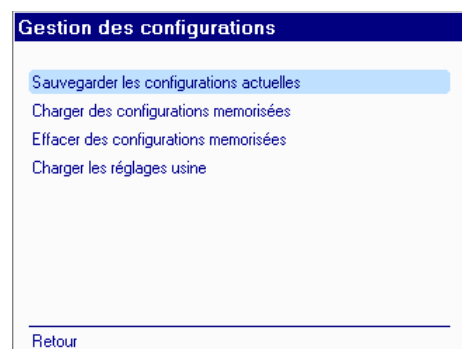 Gestion des configurations
Sauvegarder les configurations actuelles
Charger des configurations memorisées
Effacer des configurations memorisées
Charger les réglages usine
Retour